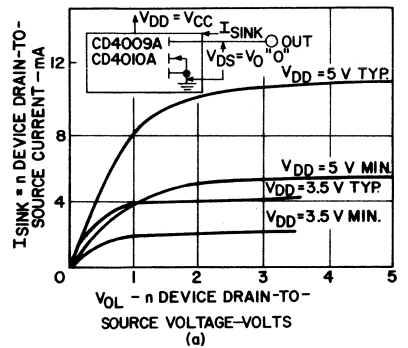 VDD = VCC
ISINK
CD4009A
CD4010A
OUT
VDS = VO "O"
VDD = 5 V TYP.
VDD = 5 V MIN.
VDD = 3.5 V TYP.
VDD = 3.5 V MIN.
ISINK = n DEVICE DRAIN-TO-
SOURCE CURRENT-mA
12
8
4
0
1
2
3
4
5
VOL - n DEVICE DRAIN-TO-
SOURCE VOLTAGE-VOLTS
(a)